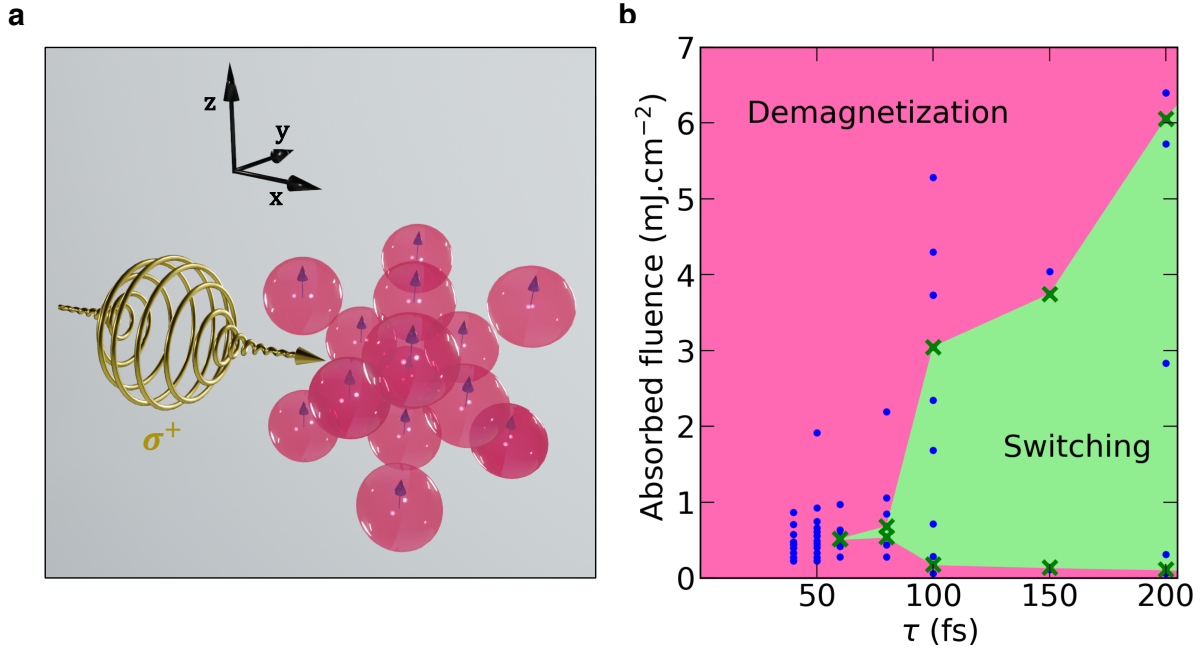 a
b
z
y
x
σ⁺
Absorbed fluence (mJ.cm⁻²)
7
6
5
4
3
2
1
0
Demagnetization
Switching
50
100
150
200
τ (fs)